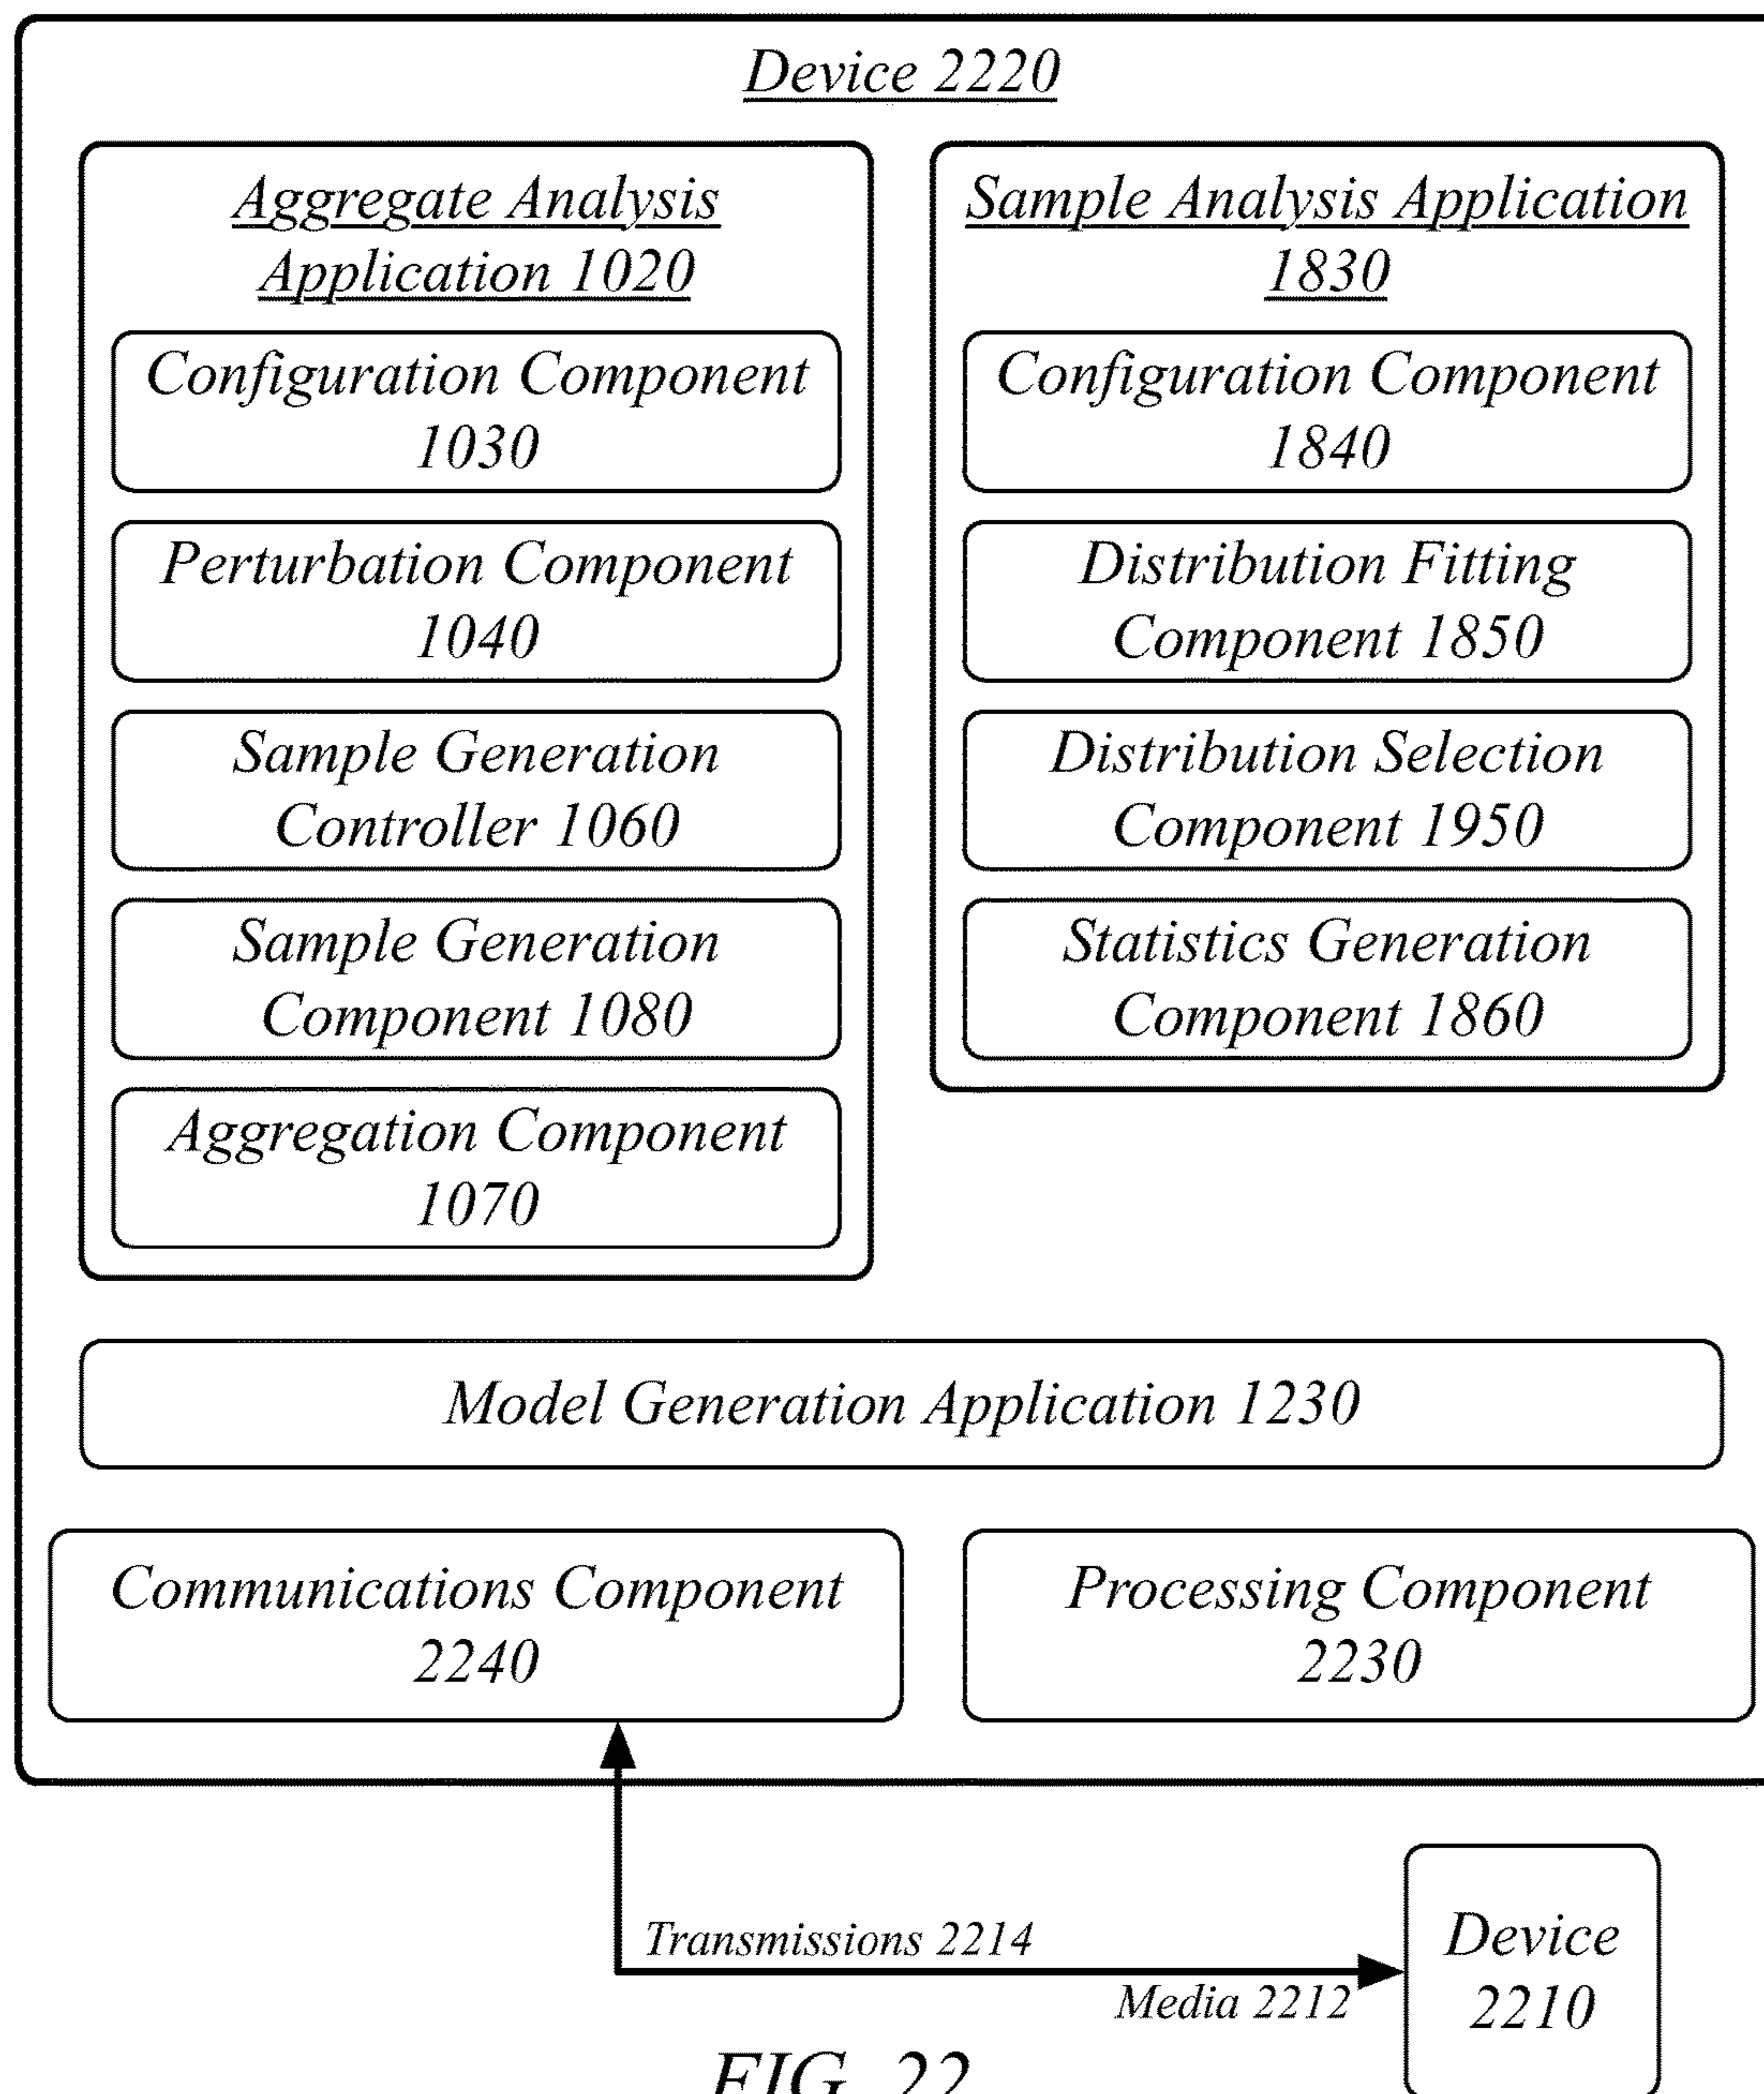 Device 2220
Aggregate Analysis
Application 1020
Configuration Component
1030
Perturbation Component
1040
Sample Generation
Controller 1060
Sample Generation
Component 1080
Aggregation Component
1070
Sample Analysis Application
1830
Configuration Component
1840
Distribution Fitting
Component 1850
Distribution Selection
Component 1950
Statistics Generation
Component 1860
Model Generation Application 1230
Communications Component
2240
Processing Component
2230
Transmissions 2214
Media 2212
Device
2210
FIG. 22